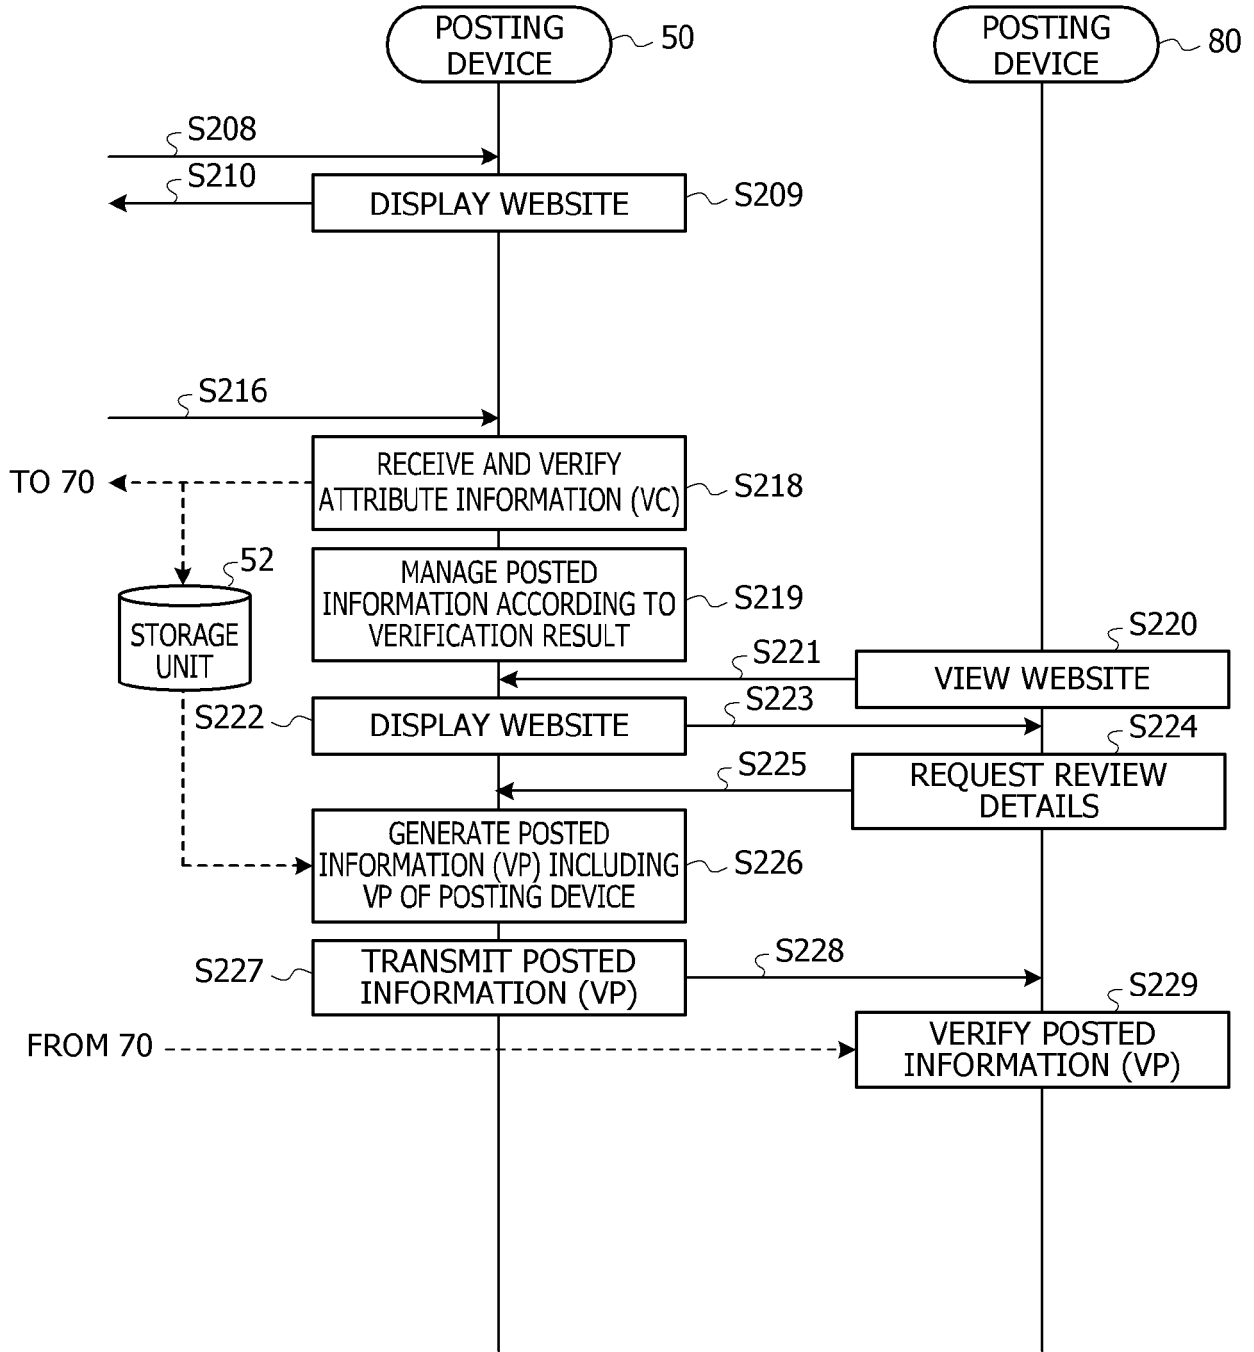 POSTING
DEVICE
50
POSTING
DEVICE
80
S208
S210
DISPLAY WEBSITE
S209
S216
TO 70
RECEIVE AND VERIFY
ATTRIBUTE INFORMATION (VC)
S218
52
STORAGE
UNIT
MANAGE POSTED
INFORMATION ACCORDING TO
VERIFICATION RESULT
S219
S220
S221
VIEW WEBSITE
S222
DISPLAY WEBSITE
S223
S224
S225
REQUEST REVIEW
DETAILS
GENERATE POSTED
INFORMATION (VP) INCLUDING
VP OF POSTING DEVICE
S226
S227
TRANSMIT POSTED
INFORMATION (VP)
S228
S229
FROM 70
VERIFY POSTED
INFORMATION (VP)